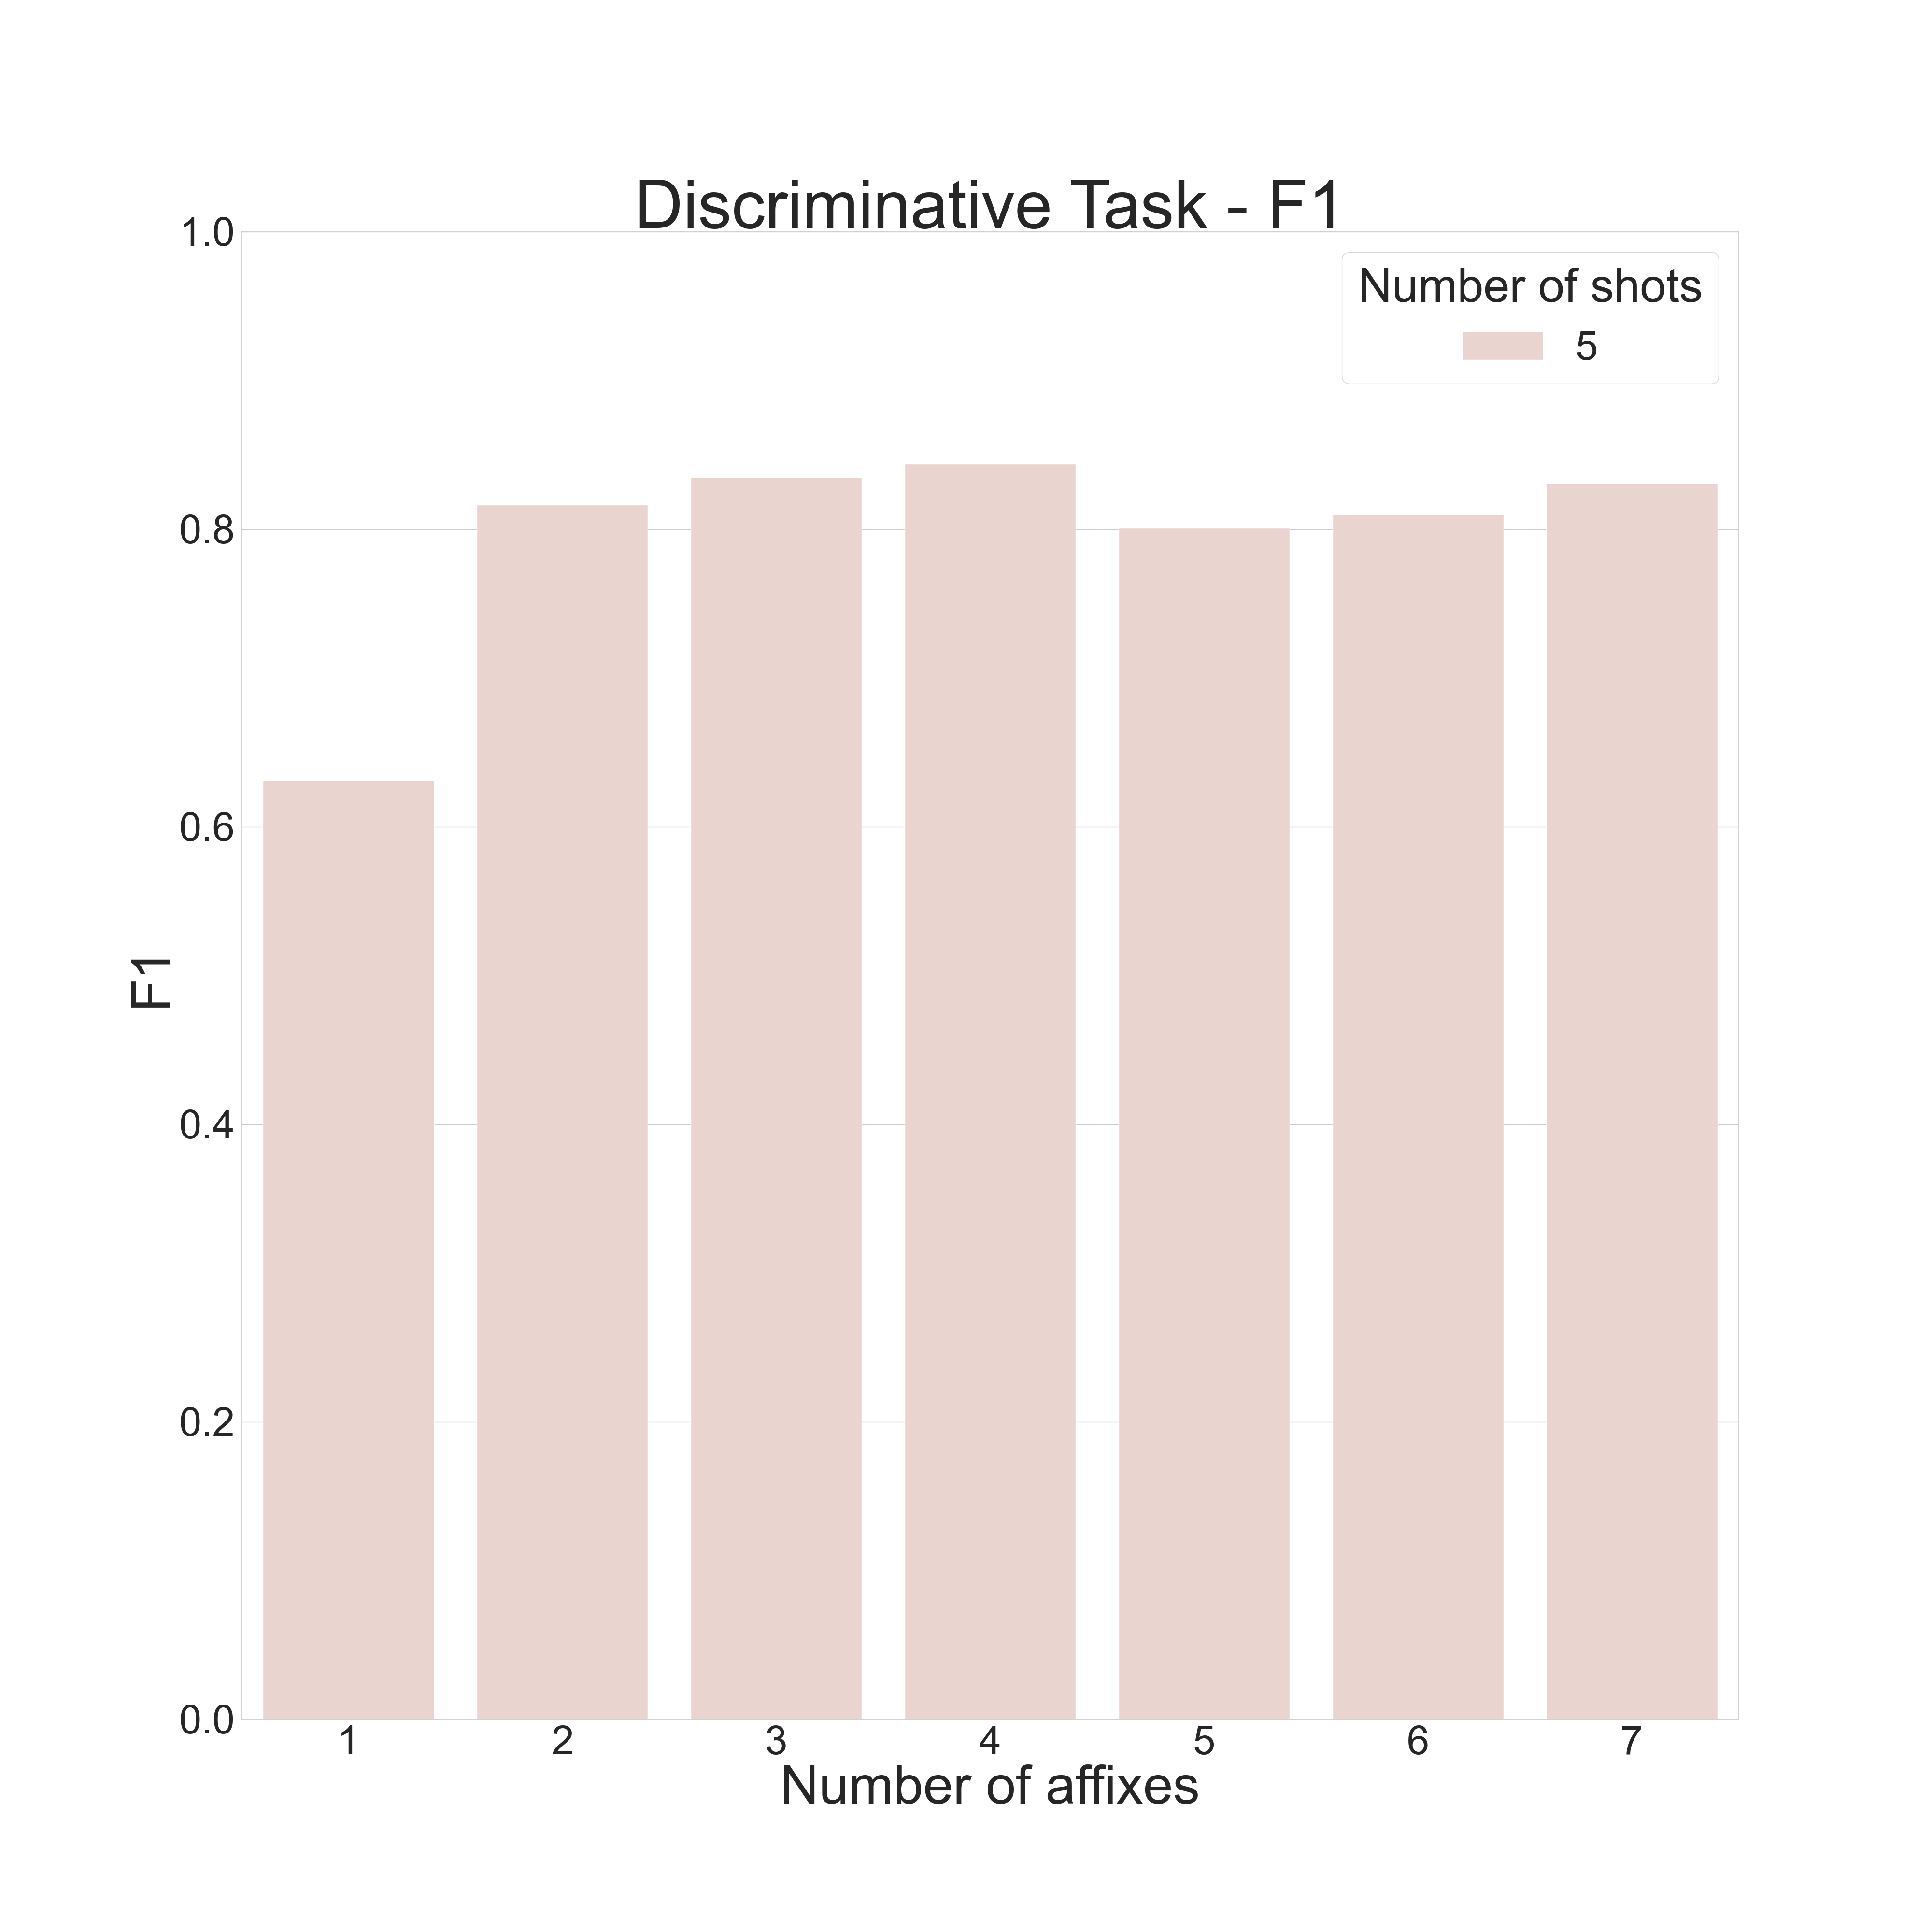 Discriminative Task - F1
Number of shots
5
1.0
0.8
0.6
0.4
0.2
0.0
F1
1 2 3 4 5 6 7
Number of affixes